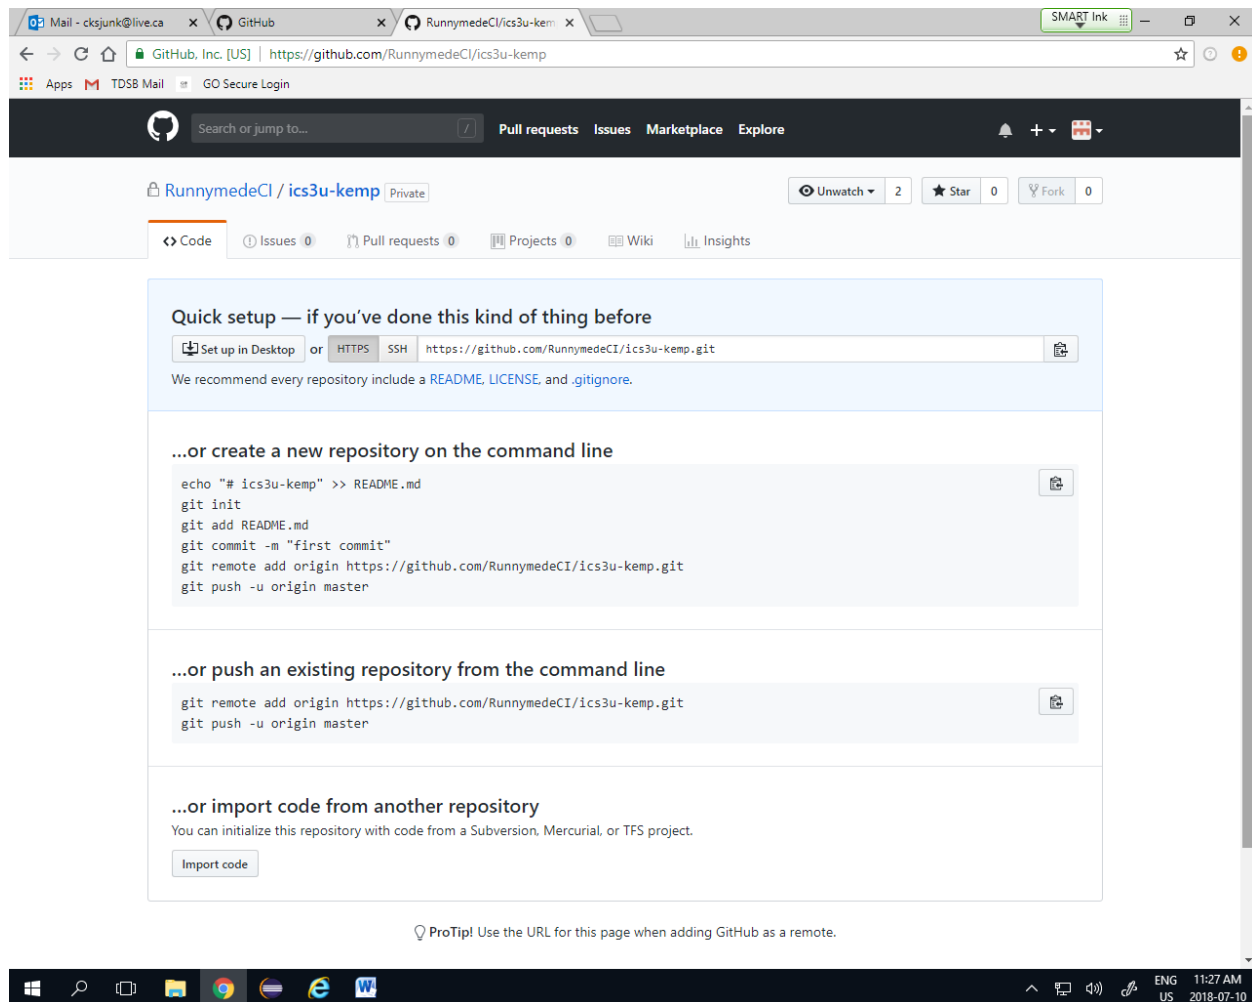 Mail - cksjunk@live.ca
GitHub
RunnymedeCI/ics3u-kem
SMART Ink
GitHub, Inc. [US] | https://github.com/RunnymedeCI/ics3u-kemp
Apps TDSB Mail GO Secure Login
Search or jump to... / Pull requests Issues Marketplace Explore
RunnymedeCI / ics3u-kemp Private
Unwatch 2 Star 0 Fork 0
<> Code Issues 0 Pull requests 0 Projects 0 Wiki Insights
Quick setup — if you've done this kind of thing before
Set up in Desktop or HTTPS SSH https://github.com/RunnymedeCI/ics3u-kemp.git
We recommend every repository include a README, LICENSE, and .gitignore.
...or create a new repository on the command line
echo "# ics3u-kemp" >> README.md
git init
git add README.md
git commit -m "first commit"
git remote add origin https://github.com/RunnymedeCI/ics3u-kemp.git
git push -u origin master
...or push an existing repository from the command line
git remote add origin https://github.com/RunnymedeCI/ics3u-kemp.git
git push -u origin master
...or import code from another repository
You can initialize this repository with code from a Subversion, Mercurial, or TFS project.
Import code
ProTip! Use the URL for this page when adding GitHub as a remote.
ENG 11:27 AM
US 2018-07-10